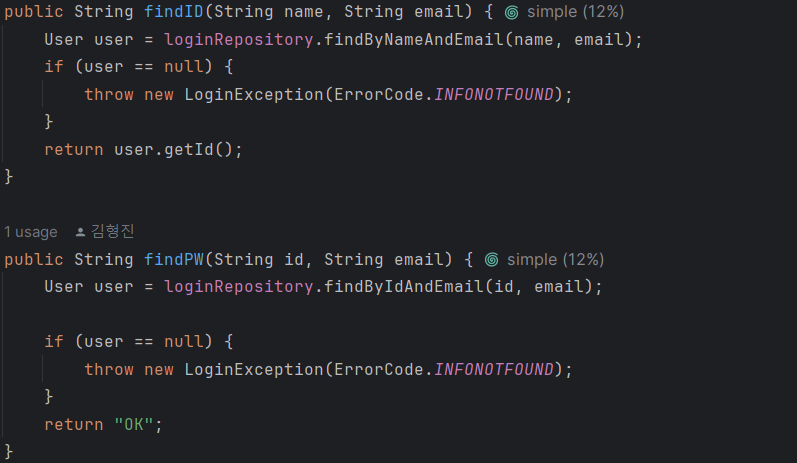 public String findID(String name, String email) { simple (12%)
User user = loginRepository.findByNameAndEmail(name, email);
if (user == null) {
throw new LoginException(ErrorCode.INFONOTFOUND);
}
return user.getId();
}
1 usage 김형진
public String findPW(String id, String email) { simple (12%)
User user = loginRepository.findByIdAndEmail(id, email);
if (user == null) {
throw new LoginException(ErrorCode.INFONOTFOUND);
}
return "OK";
}